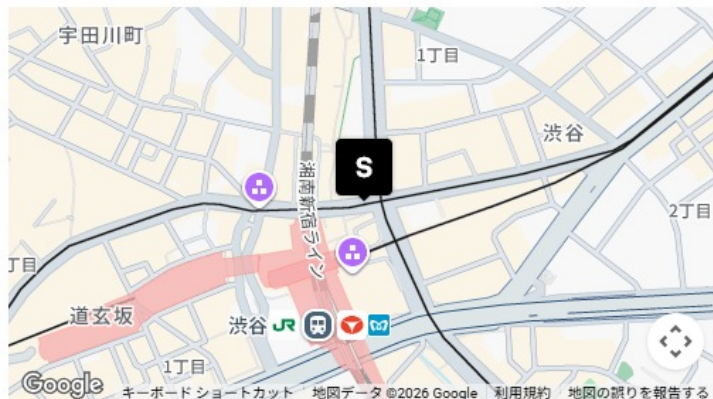 宇田川町
1丁目
渋谷
S
湘南新宿ライン
2丁目
丁目
道玄坂
渋谷 JR
1丁目
Google
キーボード ショートカット 地図データ ©2026 Google 利用規約 地図の誤りを報告する